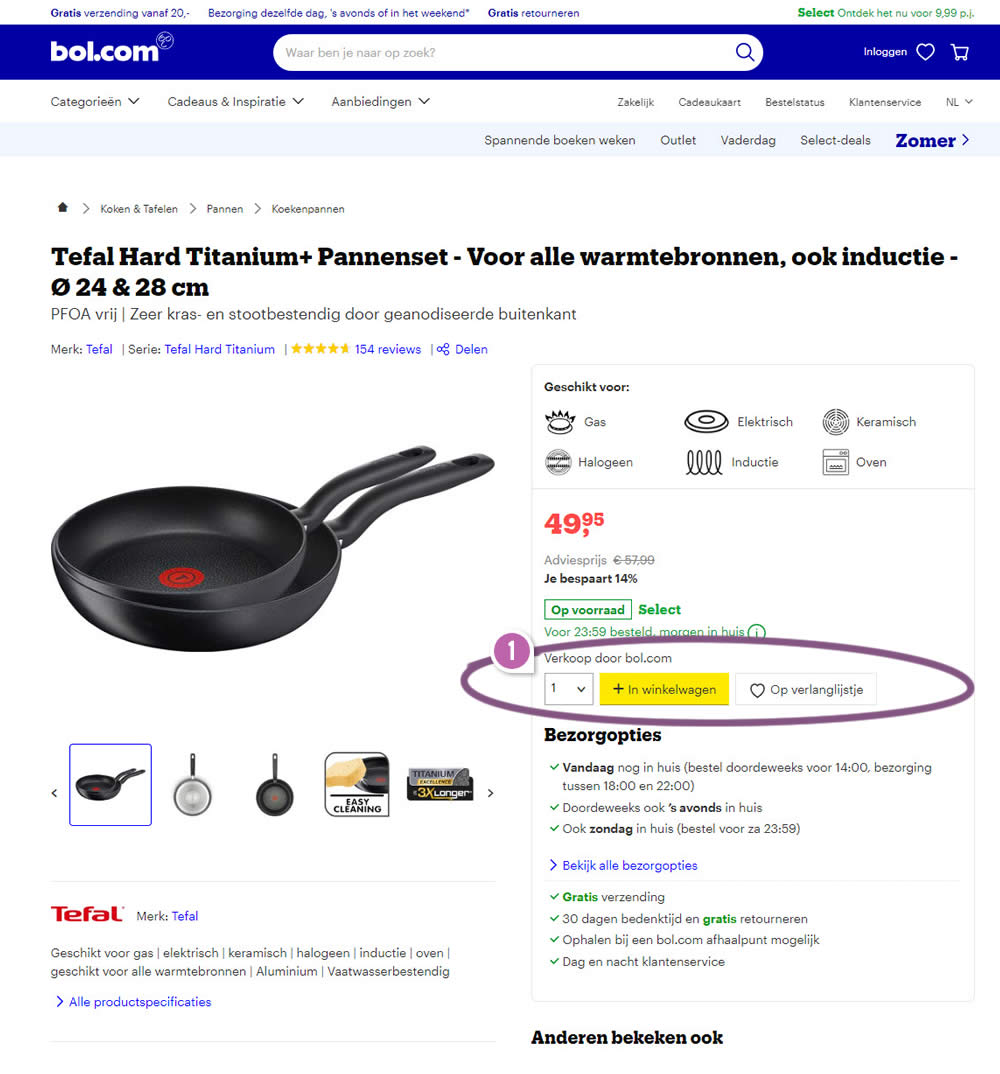 Gratis verzending vanaf 20,- Bezorging dezelfde dag, 's avonds of in het weekend* Gratis retourneren Select Ontdek het nu voor 9,99 p.j.
bol.com Waar ben je naar op zoek? Inloggen
Categorieën Cadeaus & Inspiratie Aanbiedingen Zakelijk Cadeaukaart Bestelstatus Klantenservice NL
Spannende boeken weken Outlet Vaderdag Select-deals Zomer
Koken & Tafelen Pannen Koekenpannen
Tefal Hard Titanium+ Pannenset - Voor alle warmtebronnen, ook inductie -
Ø 24 & 28 cm
PFOA vrij | Zeer kras- en stootbestendig door geanodiseerde buitenkant
Merk: Tefal | Serie: Tefal Hard Titanium | 154 reviews | Delen
Geschikt voor:
Gas Elektrisch Keramisch
Halogeen Inductie Oven
49,95
Adviesprijs € 57,99
Je bespaart 14%
Op voorraad Select
Voor 23:59 besteld, morgen in huis i
1
Verkoop door bol.com
1 + In winkelwagen Op verlanglijstje
Bezorgopties
Vandaag nog in huis (bestel doordeweeks voor 14:00, bezorging
tussen 18:00 en 22:00)
Doordeweeks ook 's avonds in huis
Ook zondag in huis (bestel voor za 23:59)
Bekijk alle bezorgopties
Gratis verzending
30 dagen bedenktijd en gratis retourneren
Ophalen bij een bol.com afhaalpunt mogelijk
Dag en nacht klantenservice
EASY
CLEANING
TITANIUM
EXCELLENCE
3X Longer
Tefal Merk: Tefal
Geschikt voor gas | elektrisch | keramisch | halogeen | inductie | oven |
geschikt voor alle warmtebronnen | Aluminium | Vaatwasserbestendig
Alle productspecificaties
Anderen bekeken ook